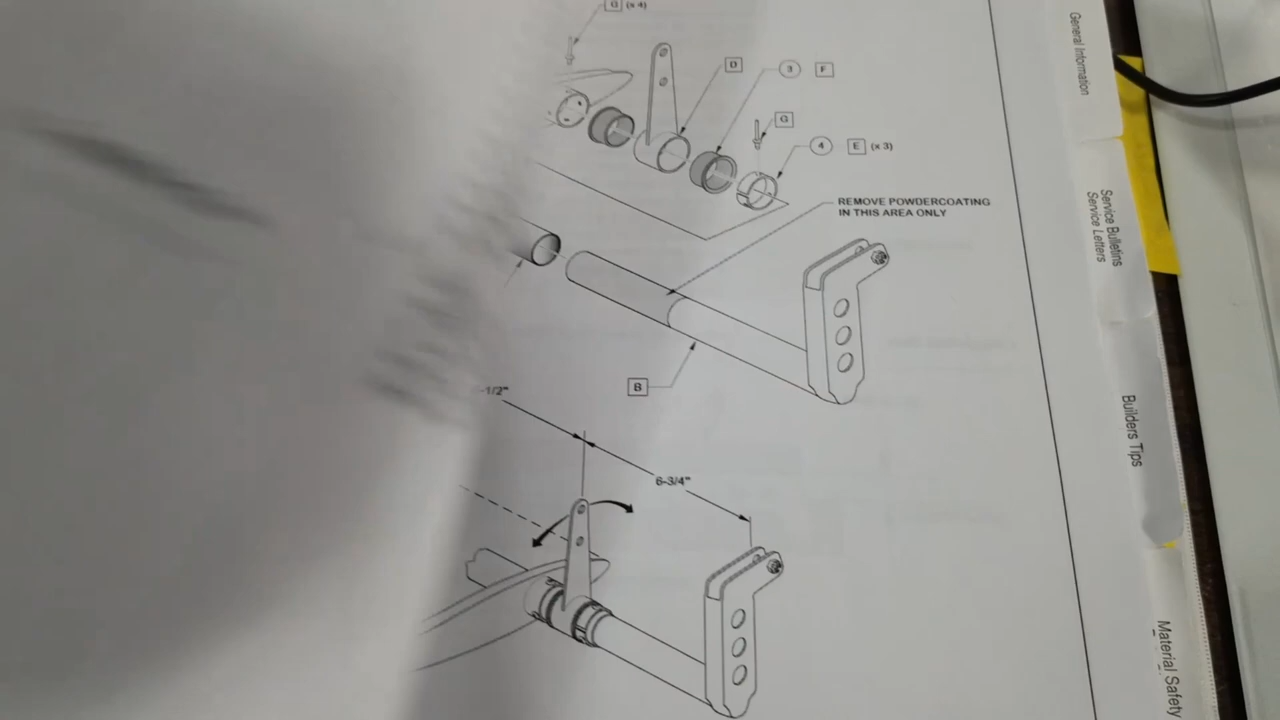 G (x 4)
D
3 F
G
4 E (x 3)
REMOVE POWDERCOATING
IN THIS AREA ONLY
B
-1/2"
6-3/4"
General Information
Service Bulletins
Service Letters
Builders Tips
Material Safety